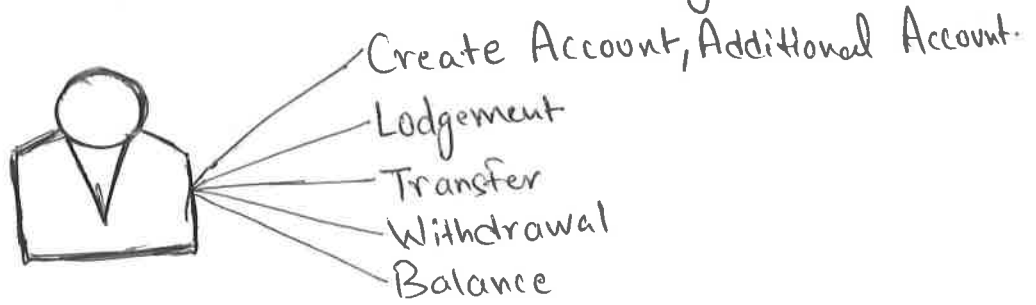 Create Account, Additional Account.
Lodgement
Transfer
Withdrawal
Balance